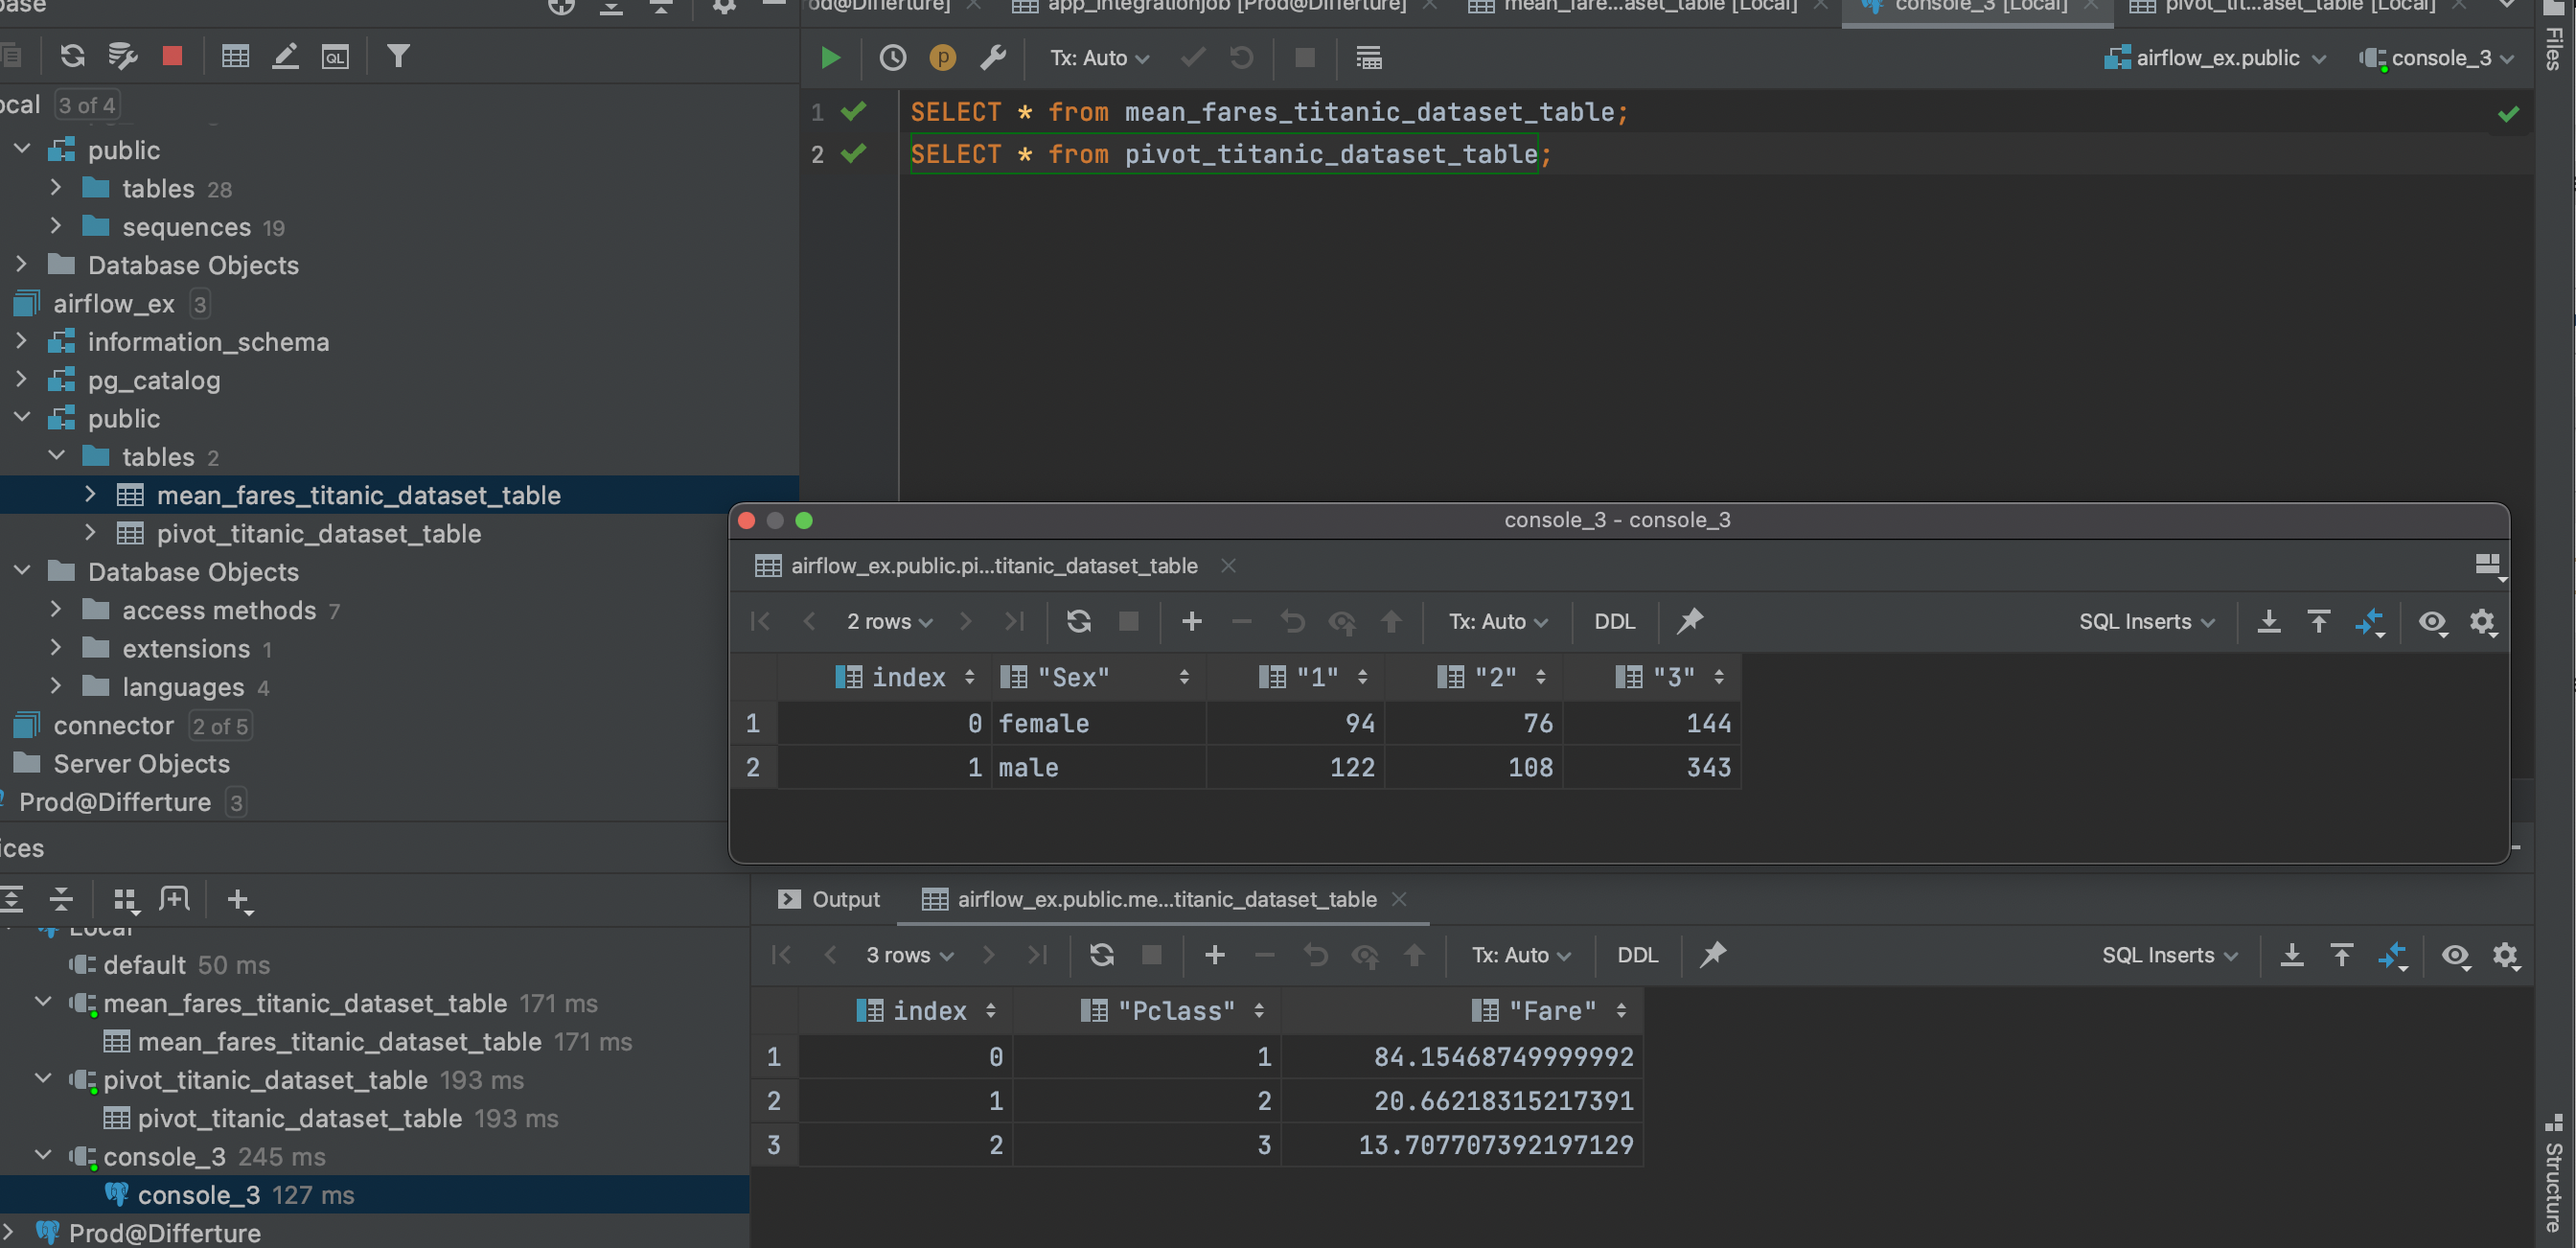 app_integrationjob [Prod@Differture]
mean_fare...aset_table [Local]
console_3 [Local]
pivot_tit...aset_table [Local]
Tx: Auto
airflow_ex.public
console_3
Files
3 of 4
public
tables 28
sequences 19
Database Objects
airflow_ex 3
information_schema
pg_catalog
public
tables 2
mean_fares_titanic_dataset_table
pivot_titanic_dataset_table
Database Objects
access methods 7
extensions 1
languages 4
connector 2 of 5
Server Objects
Prod@Differture 3
1 SELECT * from mean_fares_titanic_dataset_table;
2 SELECT * from pivot_titanic_dataset_table;
console_3 - console_3
airflow_ex.public.pi...titanic_dataset_table
2 rows Tx: Auto DDL SQL Inserts
index "Sex" "1" "2" "3"
1 0 female 94 76 144
2 1 male 122 108 343
Local
default 50 ms
mean_fares_titanic_dataset_table 171 ms
mean_fares_titanic_dataset_table 171 ms
pivot_titanic_dataset_table 193 ms
pivot_titanic_dataset_table 193 ms
console_3 245 ms
console_3 127 ms
Prod@Differture
Output airflow_ex.public.me...titanic_dataset_table
3 rows Tx: Auto DDL SQL Inserts
index "Pclass" "Fare"
1 0 1 84.15468749999992
2 1 2 20.66218315217391
3 2 3 13.707707392197129
Structure